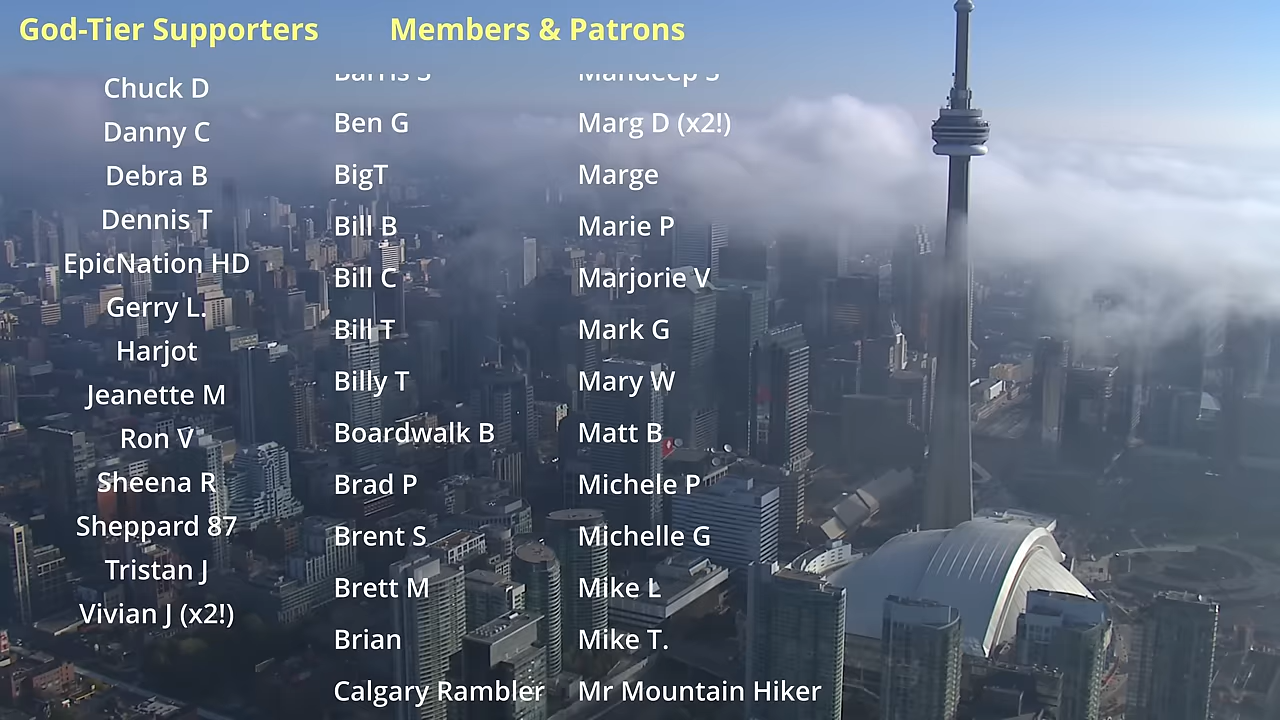 God-Tier Supporters
Chuck D
Danny C
Debra B
Dennis T
EpicNation HD
Gerry L.
Harjot
Jeanette M
Ron V
Sheena R
Sheppard 87
Tristan J
Vivian J (x2!)
Members & Patrons
Barris S
Ben G
BigT
Bill B
Bill C
Bill T
Billy T
Boardwalk B
Brad P
Brent S
Brett M
Brian
Calgary Rambler
Mandeep S
Marg D (x2!)
Marge
Marie P
Marjorie V
Mark G
Mary W
Matt B
Michele P
Michelle G
Mike L
Mike T.
Mr Mountain Hiker